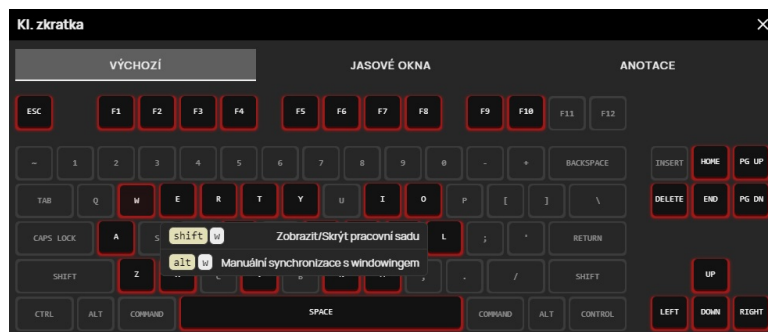 Kl. zkratka
VÝCHOZÍ JASOVÉ OKNA ANOTACE
ESC F1 F2 F3 F4 F5 F6 F7 F8 F9 F10 F11 F12
~ 1 2 3 4 5 6 7 8 9 0 - + BACKSPACE INSERT HOME PG UP
TAB Q W E R T Y U I O P [ ] \ DELETE END PG DN
CAPS LOCK A S L ; ' RETURN
shift w Zobrazit/Skrýt pracovní sadu
alt w Manuální synchronizace s windowingem
SHIFT Z . / SHIFT UP
CTRL ALT COMMAND SPACE COMMAND ALT CONTROL LEFT DOWN RIGHT